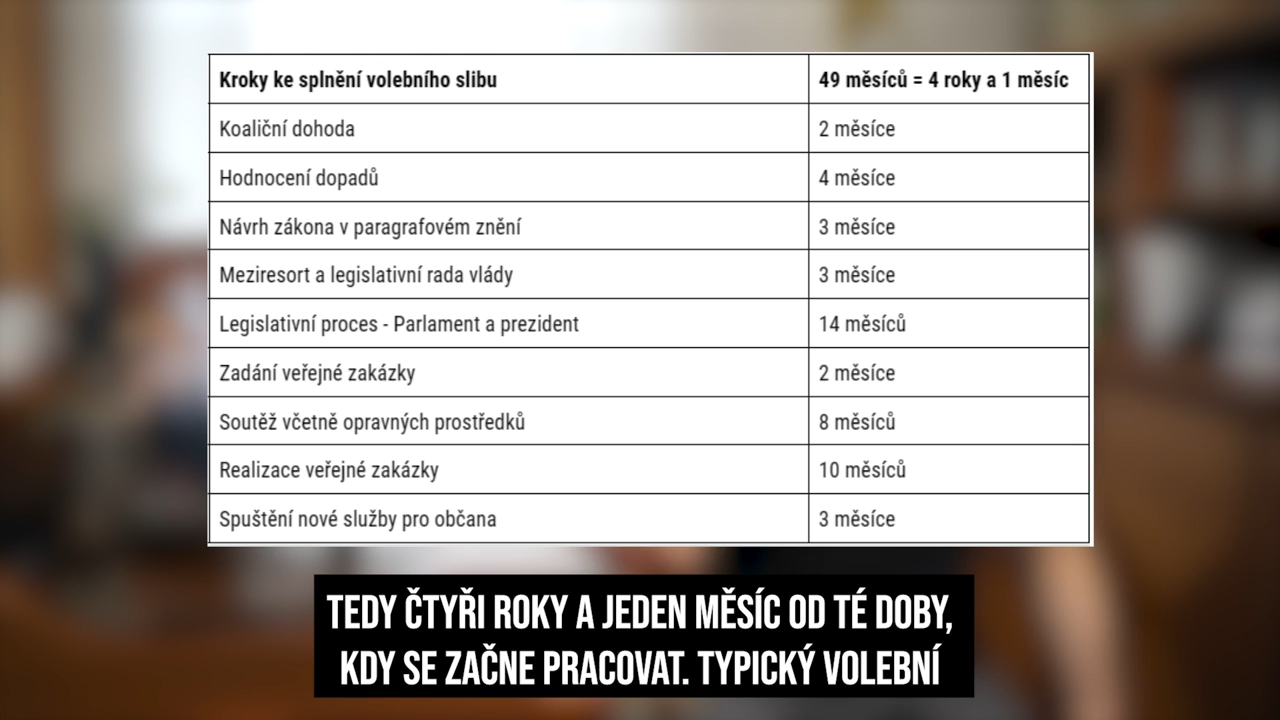 Kroky ke splnění volebního slibu 49 měsíců = 4 roky a 1 měsíc
Koaliční dohoda 2 měsíce
Hodnocení dopadů 4 měsíce
Návrh zákona v paragrafovém znění 3 měsíce
Meziresort a legislativní rada vlády 3 měsíce
Legislativní proces - Parlament a prezident 14 měsíců
Zadání veřejné zakázky 2 měsíce
Soutěž včetně opravných prostředků 8 měsíců
Realizace veřejné zakázky 10 měsíců
Spuštění nové služby pro občana 3 měsíce
TEDY ČTYŘI ROKY A JEDEN MĚSÍC OD TÉ DOBY,
KDY SE ZAČNE PRACOVAT. TYPICKÝ VOLEBNÍ